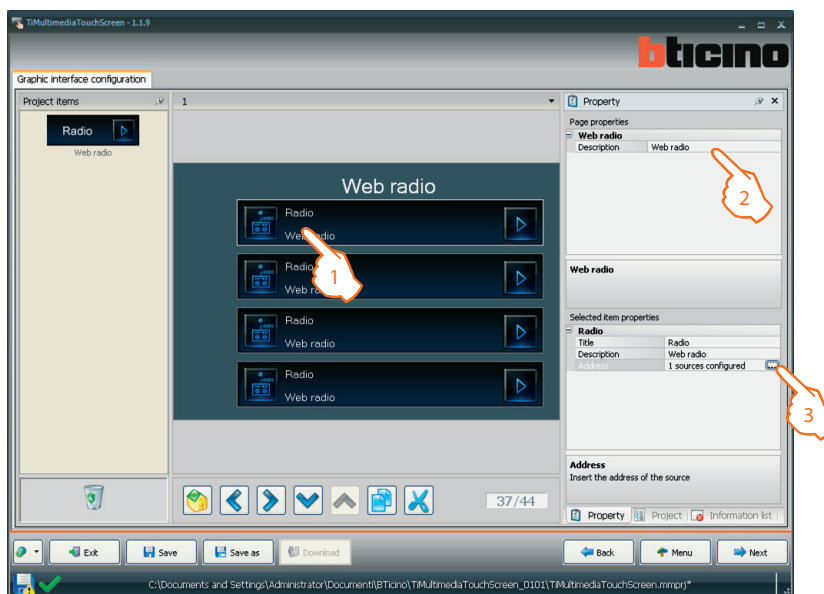 TiMultimediaTouchScreen - 1.1.9
bticino
Graphic interface configuration
Project items
Radio
Web radio
1
Web radio
Radio
Web radio
1
Radio
Web
Radio
Web radio
Radio
Web radio
37/44
Property
Page properties
Web radio
Description Web radio
2
Web radio
Selected item properties
Radio
Title Radio
Description Web radio
Address 1 sources configured
3
Address
Insert the address of the source
Property Project Information list
Exit Save Save as Download Back Menu Next
C:\Documents and Settings\Administrator\Documenti\BTicino\TiMultimediaTouchScreen_0101\TiMultimediaTouchScreen.mmprj*